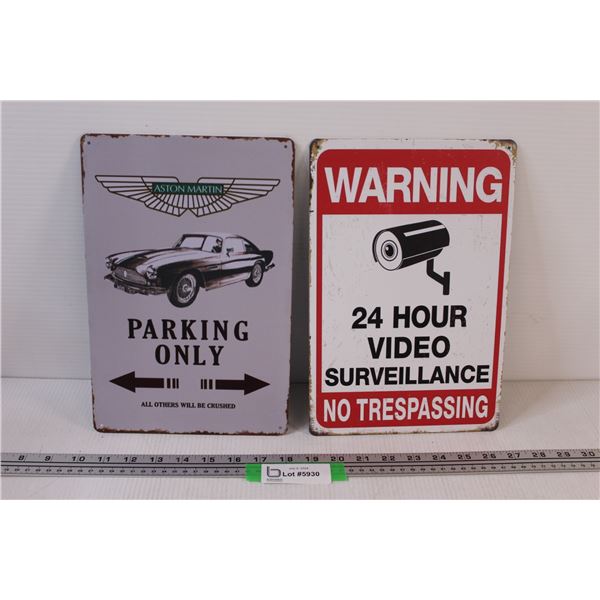 ASTON MARTIN
PARKING
ONLY
ALL OTHERS WILL BE CRUSHED
WARNING
24 HOUR
VIDEO
SURVEILLANCE
NO TRESPASSING
8 9 10 11 12 13 14 15 16 17 18 19 20 21 22 23 24 25 26 27 28 29 30
Lot #5930